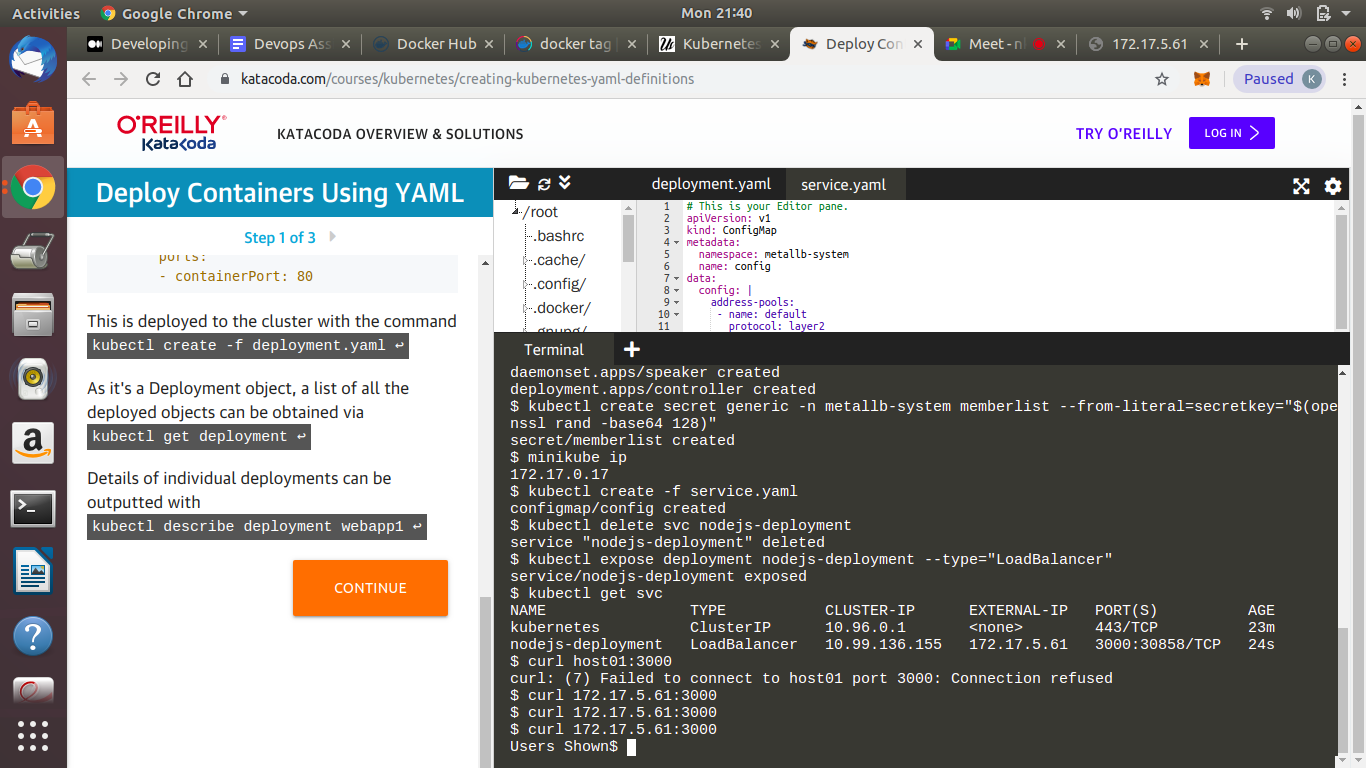 Activities
Google Chrome
Mon 21:40
Developing
Devops Ass
Docker Hub
docker tag
Kubernetes
Deploy Con
Meet - nl
172.17.5.61
katacoda.com/courses/kubernetes/creating-kubernetes-yaml-definitions
Paused
K
O'REILLY
Katacoda
KATACODA OVERVIEW & SOLUTIONS
TRY O'REILLY
LOG IN
Deploy Containers Using YAML
Step 1 of 3
ports:
- containerPort: 80
This is deployed to the cluster with the command
kubectl create -f deployment.yaml ↩
As it's a Deployment object, a list of all the
deployed objects can be obtained via
kubectl get deployment ↩
Details of individual deployments can be
outputted with
kubectl describe deployment webapp1 ↩
CONTINUE
deployment.yaml
service.yaml
/root
.bashrc
.cache/
.config/
.docker/
.gnupg/
1 # This is your Editor pane.
2 apiVersion: v1
3 kind: ConfigMap
4 metadata:
5 namespace: metallb-system
6 name: config
7 data:
8 config: |
9 address-pools:
10 - name: default
11 protocol: layer2
Terminal
daemonset.apps/speaker created
deployment.apps/controller created
$ kubectl create secret generic -n metallb-system memberlist --from-literal=secretkey="$(ope
nssl rand -base64 128)"
secret/memberlist created
$ minikube ip
172.17.0.17
$ kubectl create -f service.yaml
configmap/config created
$ kubectl delete svc nodejs-deployment
service "nodejs-deployment" deleted
$ kubectl expose deployment nodejs-deployment --type="LoadBalancer"
service/nodejs-deployment exposed
$ kubectl get svc
NAME TYPE CLUSTER-IP EXTERNAL-IP PORT(S) AGE
kubernetes ClusterIP 10.96.0.1 <none> 443/TCP 23m
nodejs-deployment LoadBalancer 10.99.136.155 172.17.5.61 3000:30858/TCP 24s
$ curl host01:3000
curl: (7) Failed to connect to host01 port 3000: Connection refused
$ curl 172.17.5.61:3000
$ curl 172.17.5.61:3000
$ curl 172.17.5.61:3000
Users Shown$